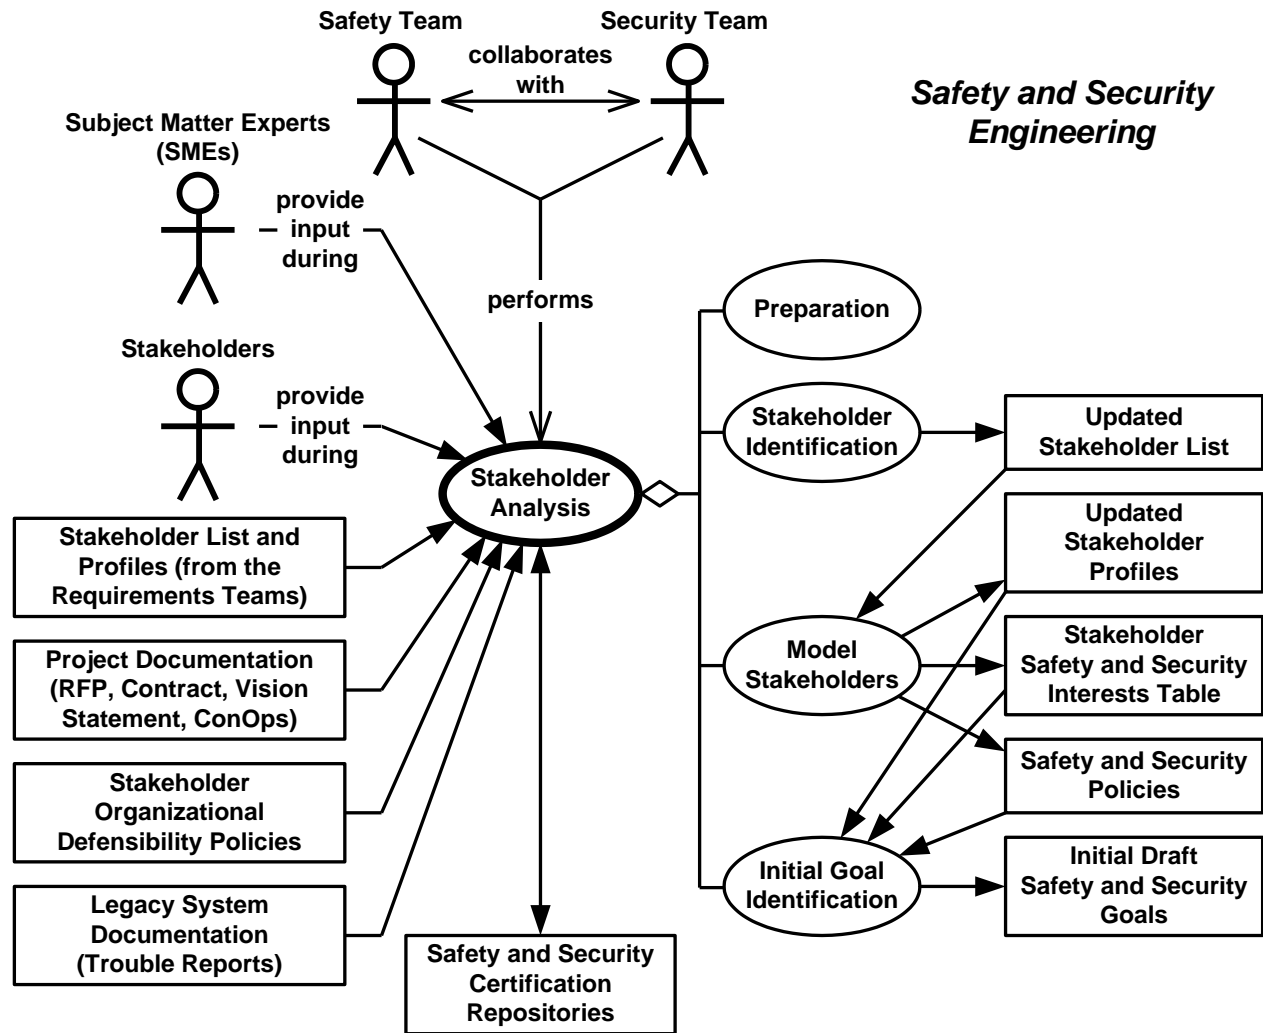 Safety Team
Security Team
collaborates
with
Safety and Security
Engineering
Subject Matter Experts
(SMEs)
provide
input
during
performs
Stakeholders
provide
input
during
Stakeholder
Analysis
Preparation
Stakeholder
Identification
Updated
Stakeholder List
Updated
Stakeholder
Profiles
Model
Stakeholders
Stakeholder
Safety and Security
Interests Table
Safety and Security
Policies
Initial Goal
Identification
Initial Draft
Safety and Security
Goals
Stakeholder List and
Profiles (from the
Requirements Teams)
Project Documentation
(RFP, Contract, Vision
Statement, ConOps)
Stakeholder
Organizational
Defensibility Policies
Legacy System
Documentation
(Trouble Reports)
Safety and Security
Certification
Repositories